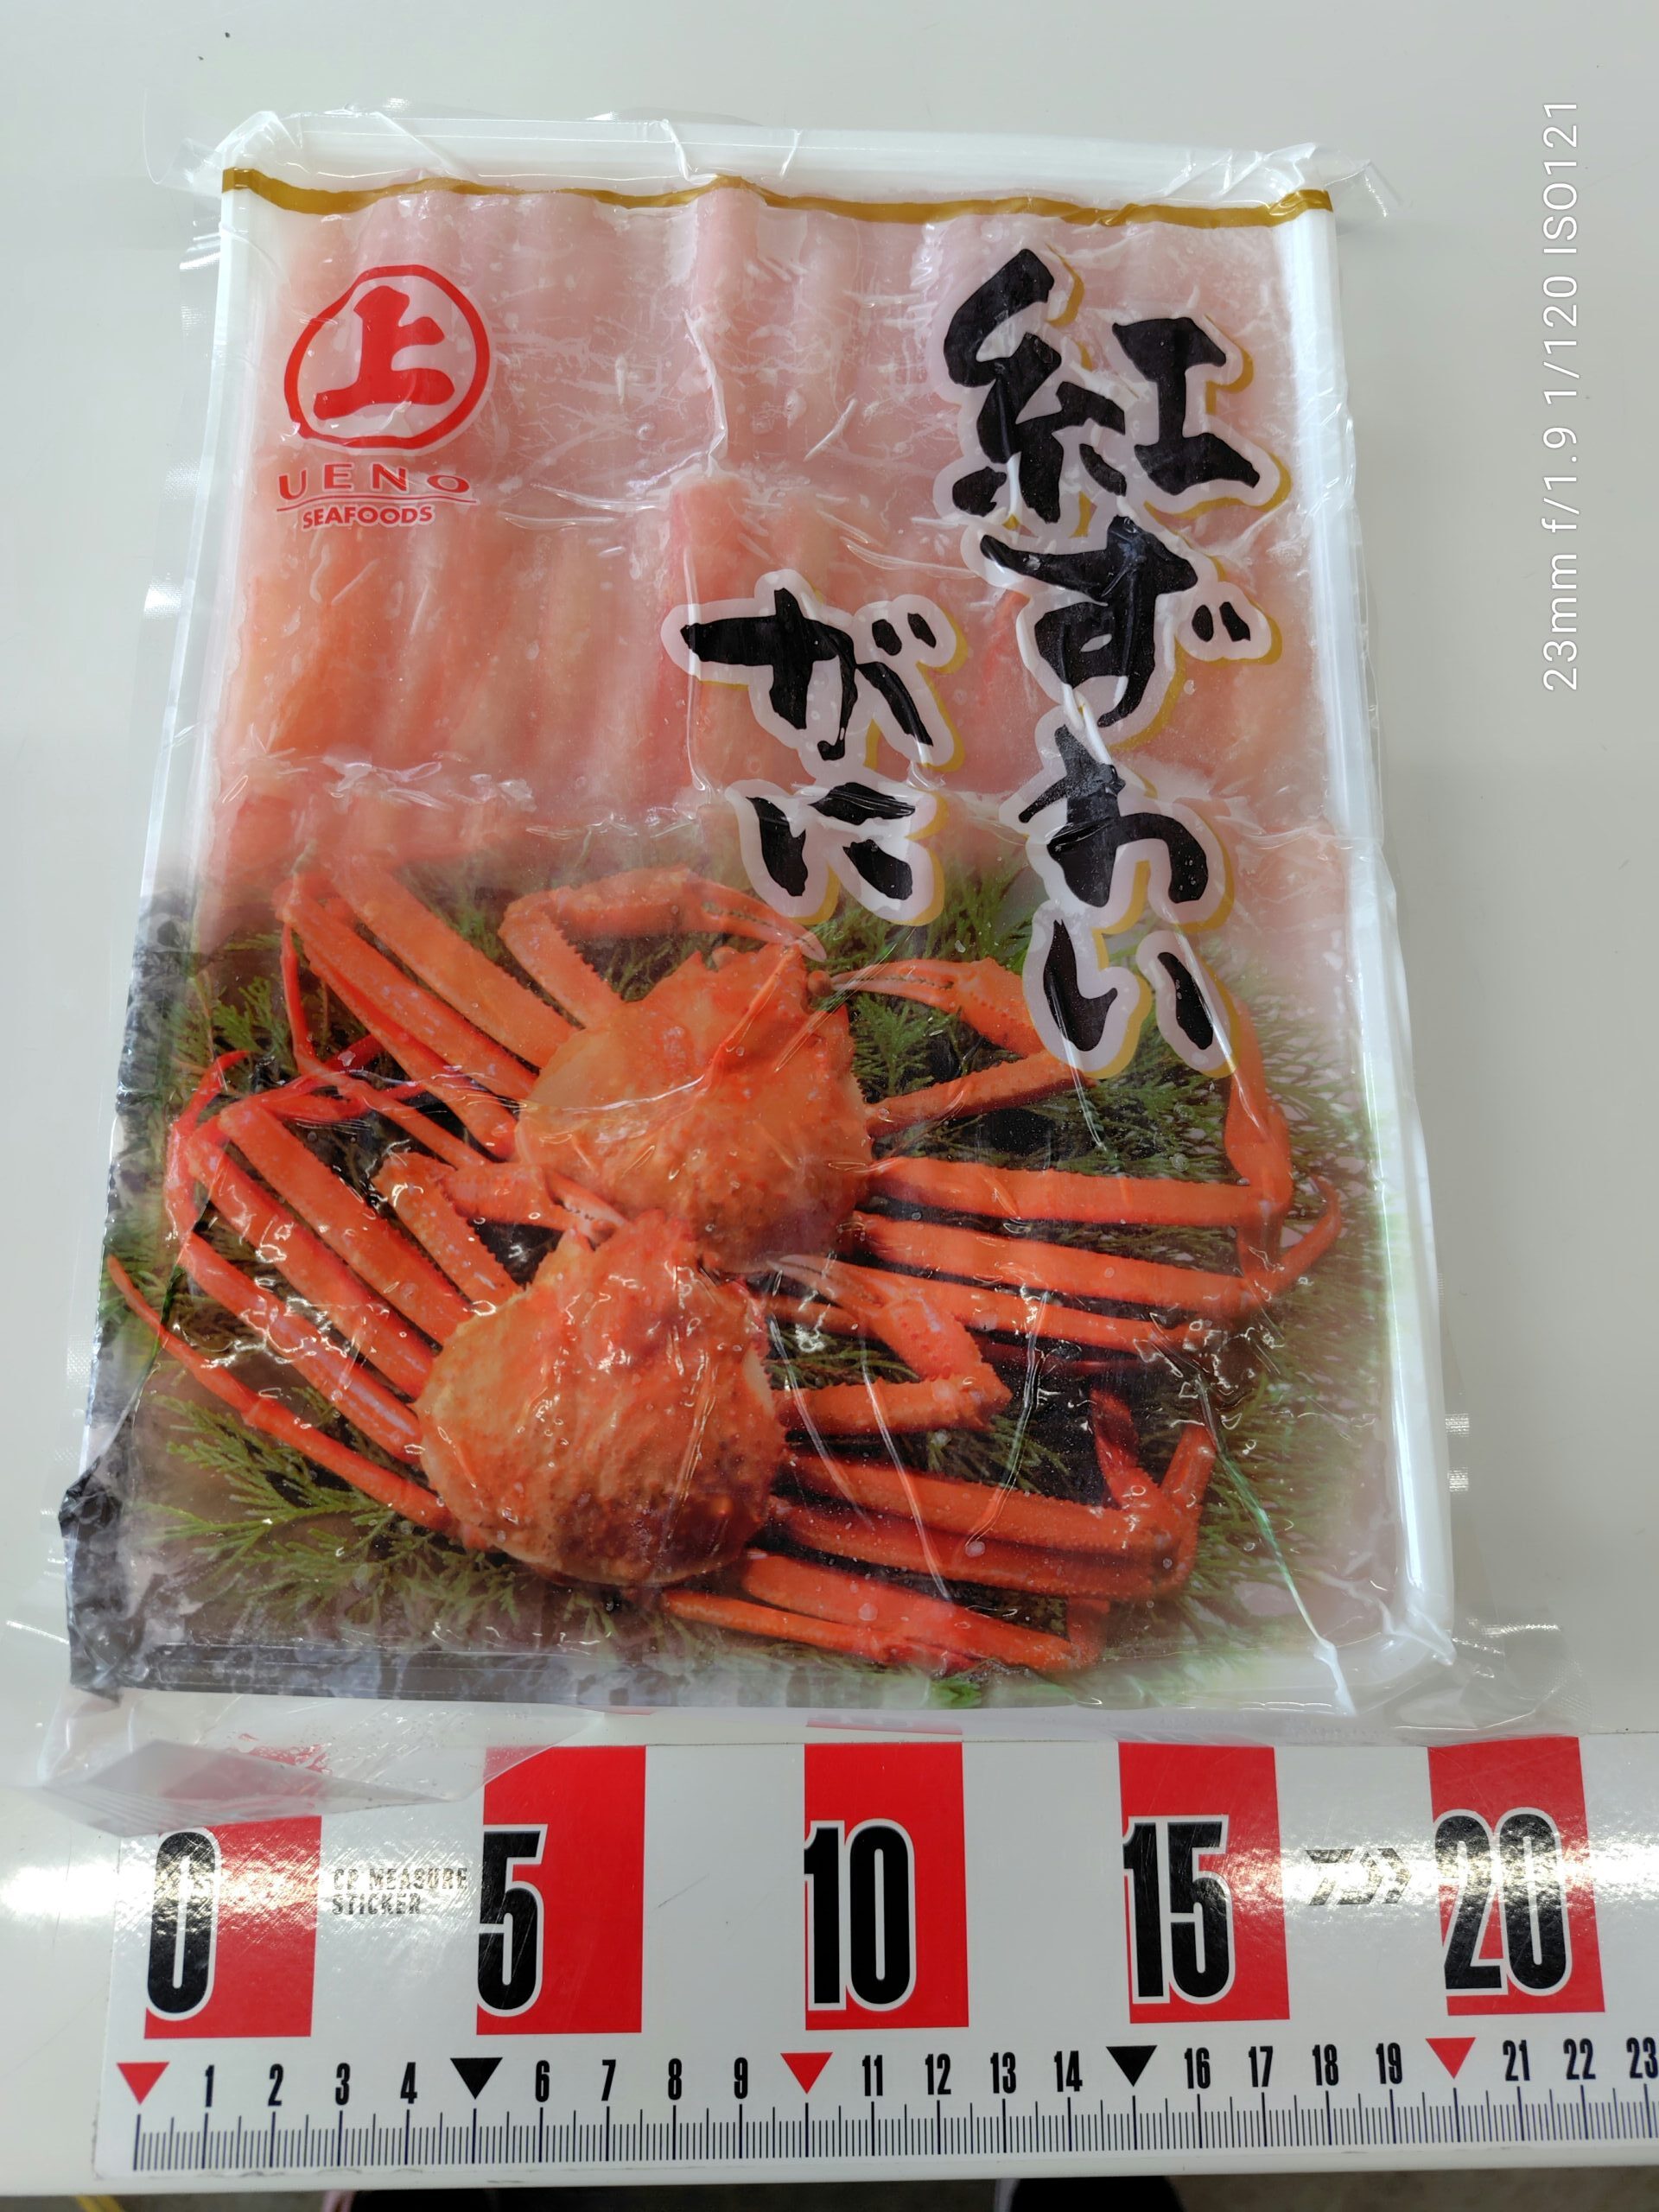 上
UENO
SEAFOODS
紅ずわい
がに
23mm f/1.9 1/120 ISO121
0 5 10 15 20
CP MEASURE
STICKER
1 2 3 4 6 7 8 9 11 12 13 14 16 17 18 19 21 22 23